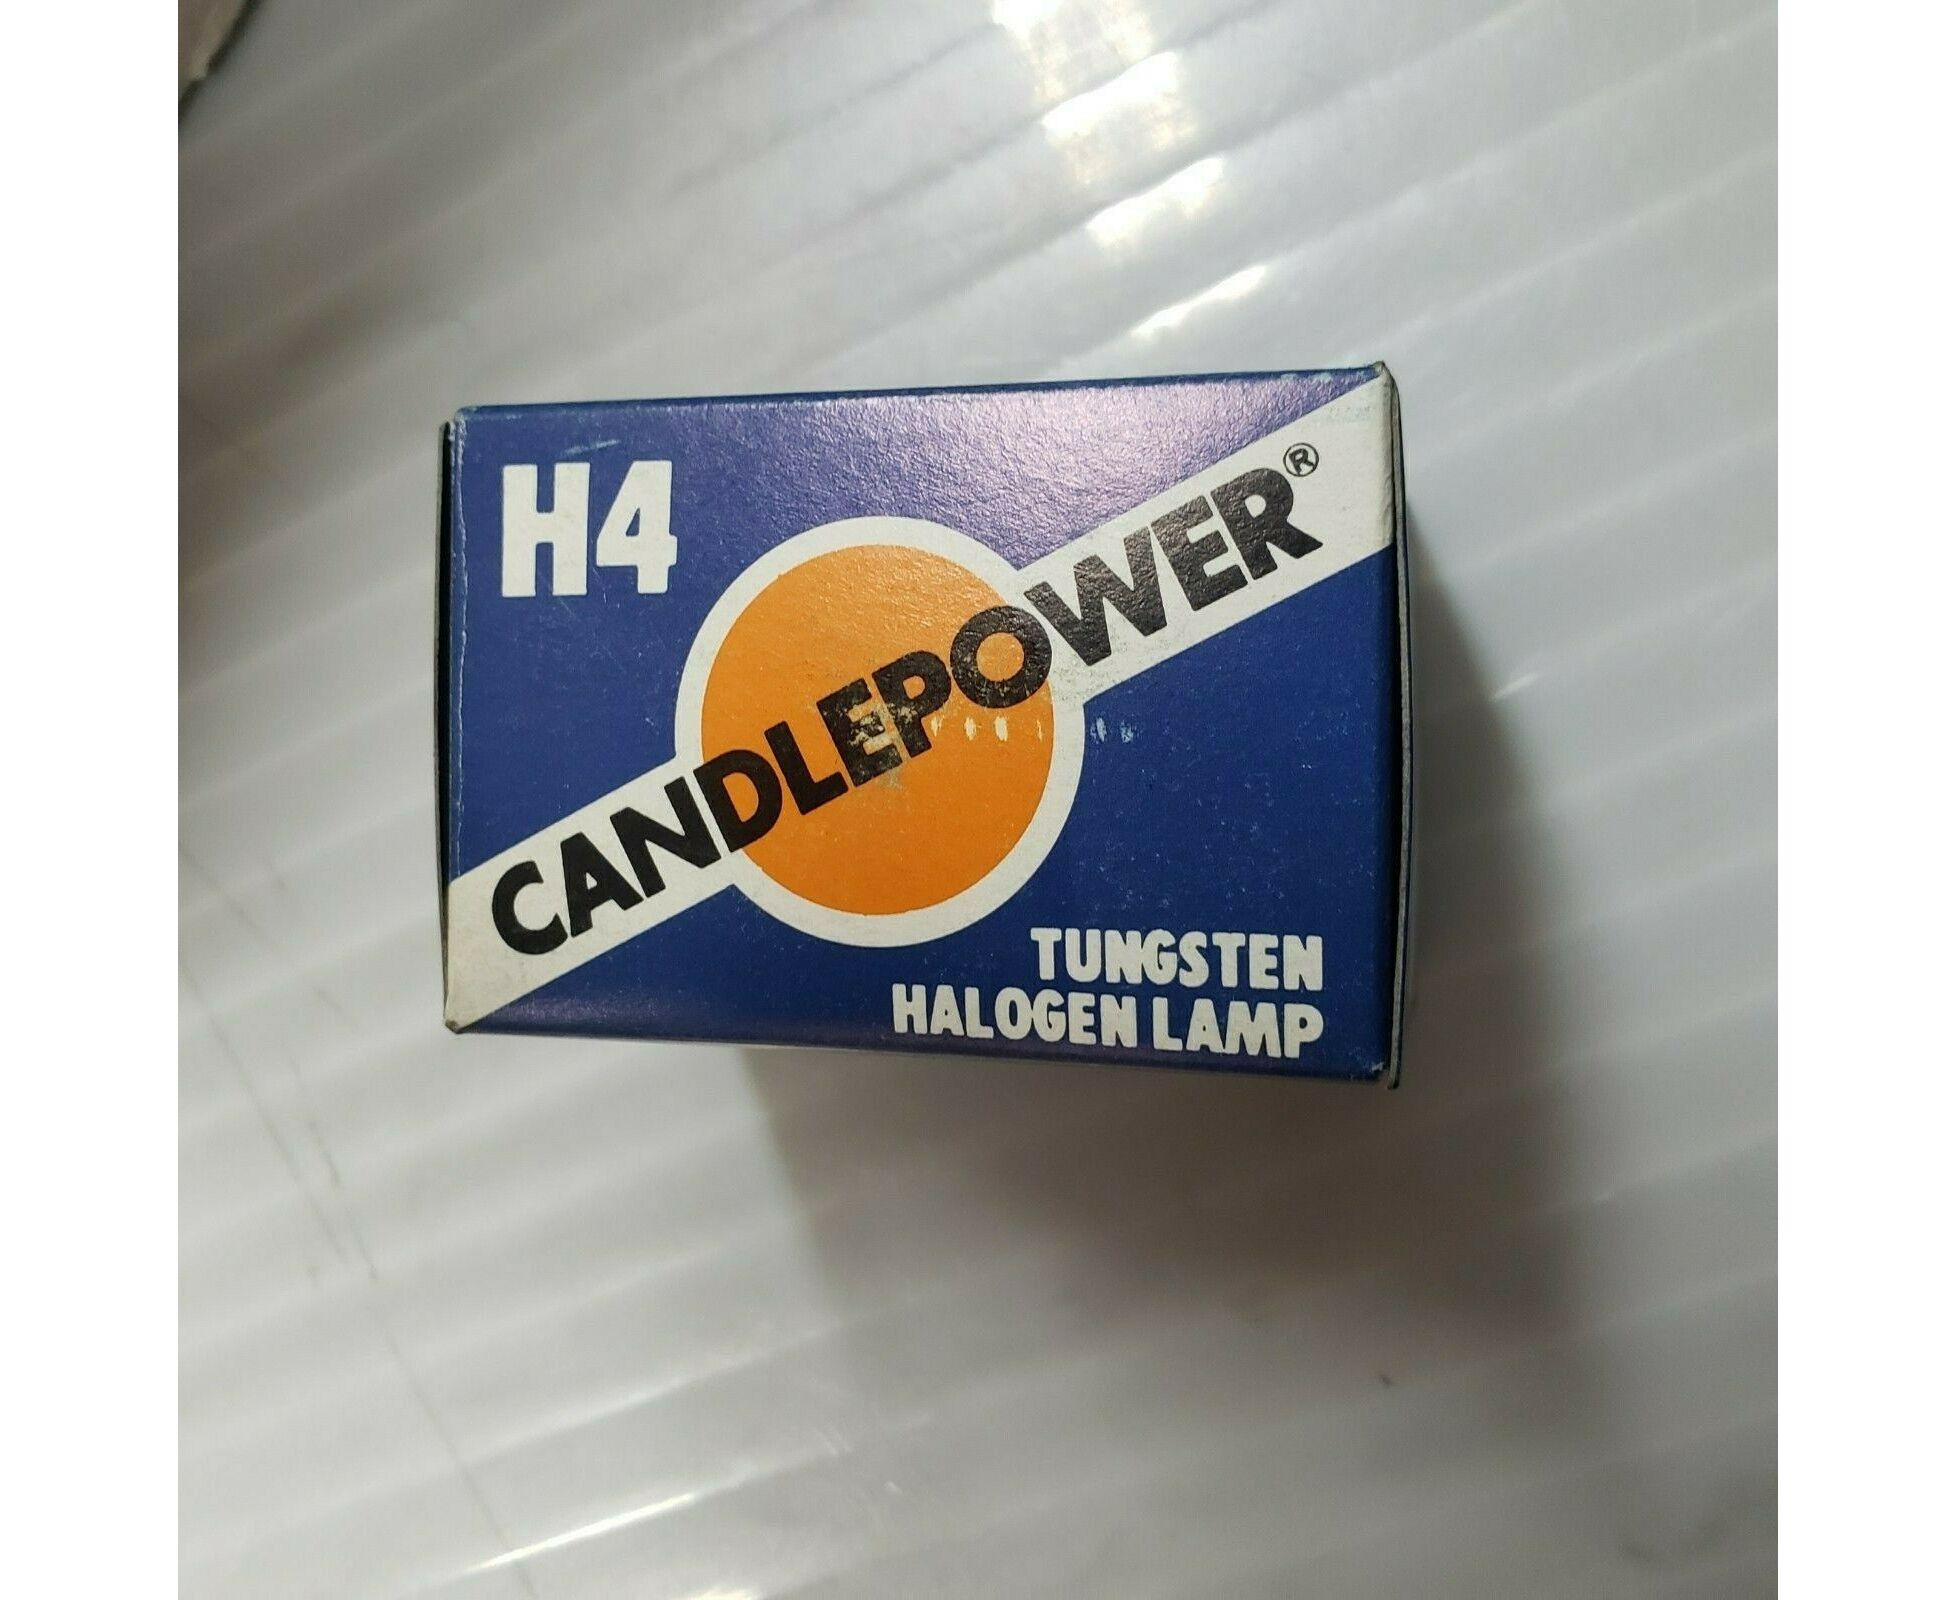 H4
CANDLEPOWER®
TUNGSTEN
HALOGEN LAMP